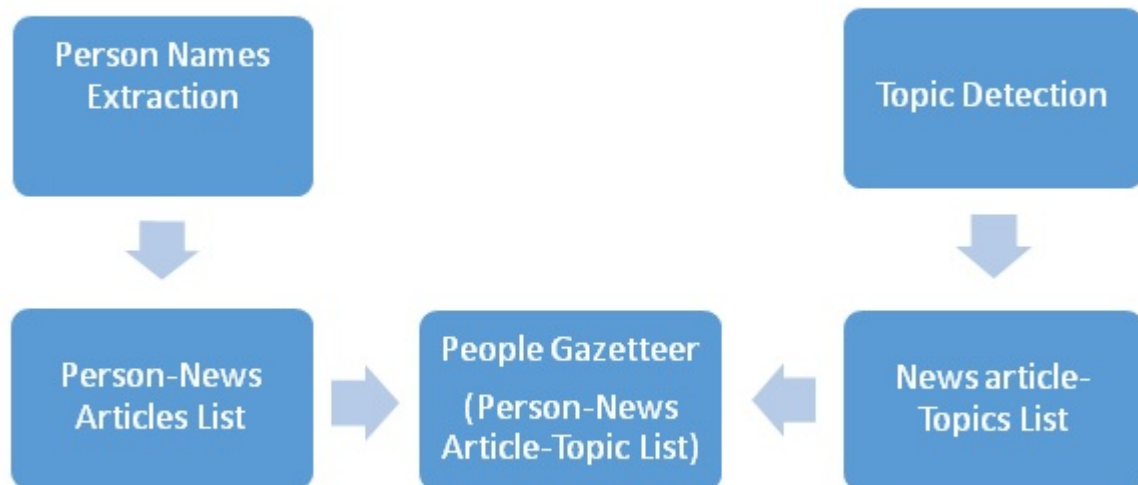 Person Names
Extraction
Topic Detection
Person-News
Articles List
People Gazetteer
(Person-News
Article-Topic List)
News article-
Topics List